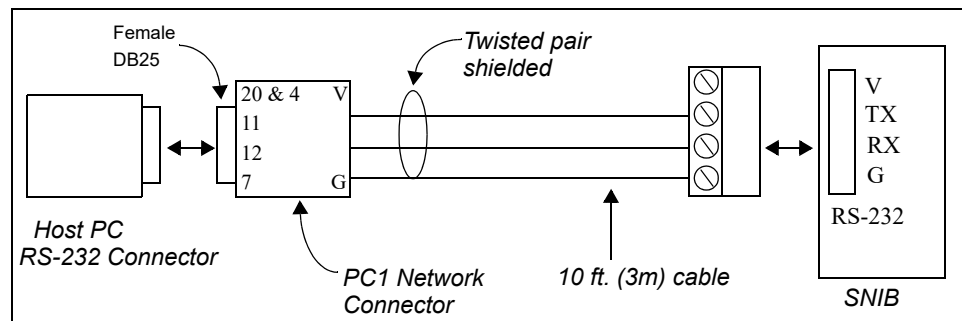 Female
DB25
Twisted pair
shielded
20 & 4 V
11
12
7 G
V
TX
RX
G
RS-232
Host PC
RS-232 Connector
PC1 Network
Connector
10 ft. (3m) cable
SNIB